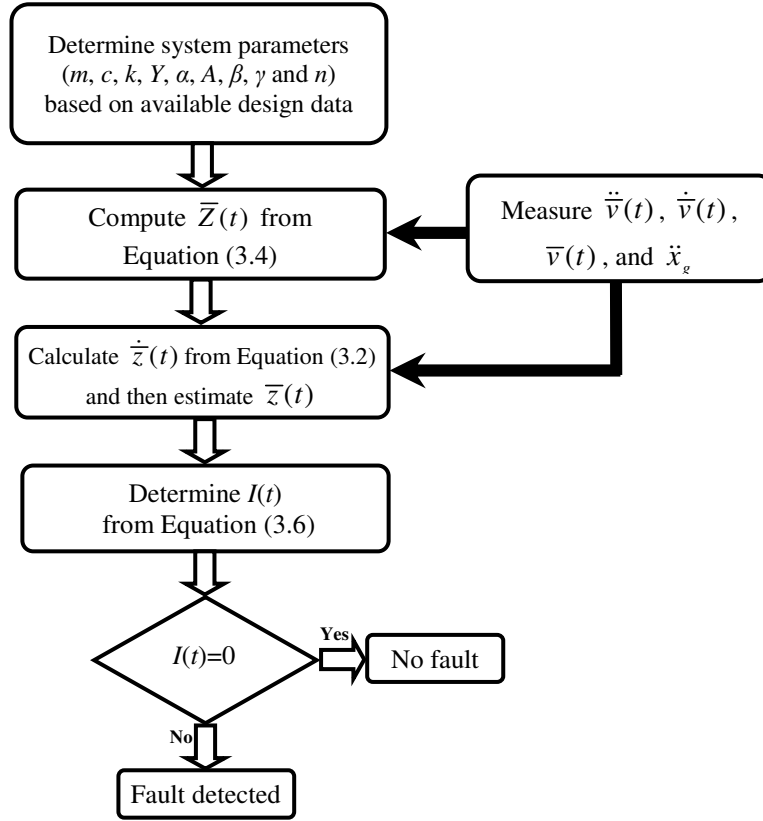 Determine system parameters
(m, c, k, Y, α, A, β, γ and n)
based on available design data
Compute Z̅(t) from
Equation (3.4)
Measure v̅̈(t), v̅̇(t),
v̅(t), and ẍg
Calculate z̅̇(t) from Equation (3.2)
and then estimate z̅(t)
Determine I(t)
from Equation (3.6)
I(t)=0
Yes
No fault
No
Fault detected